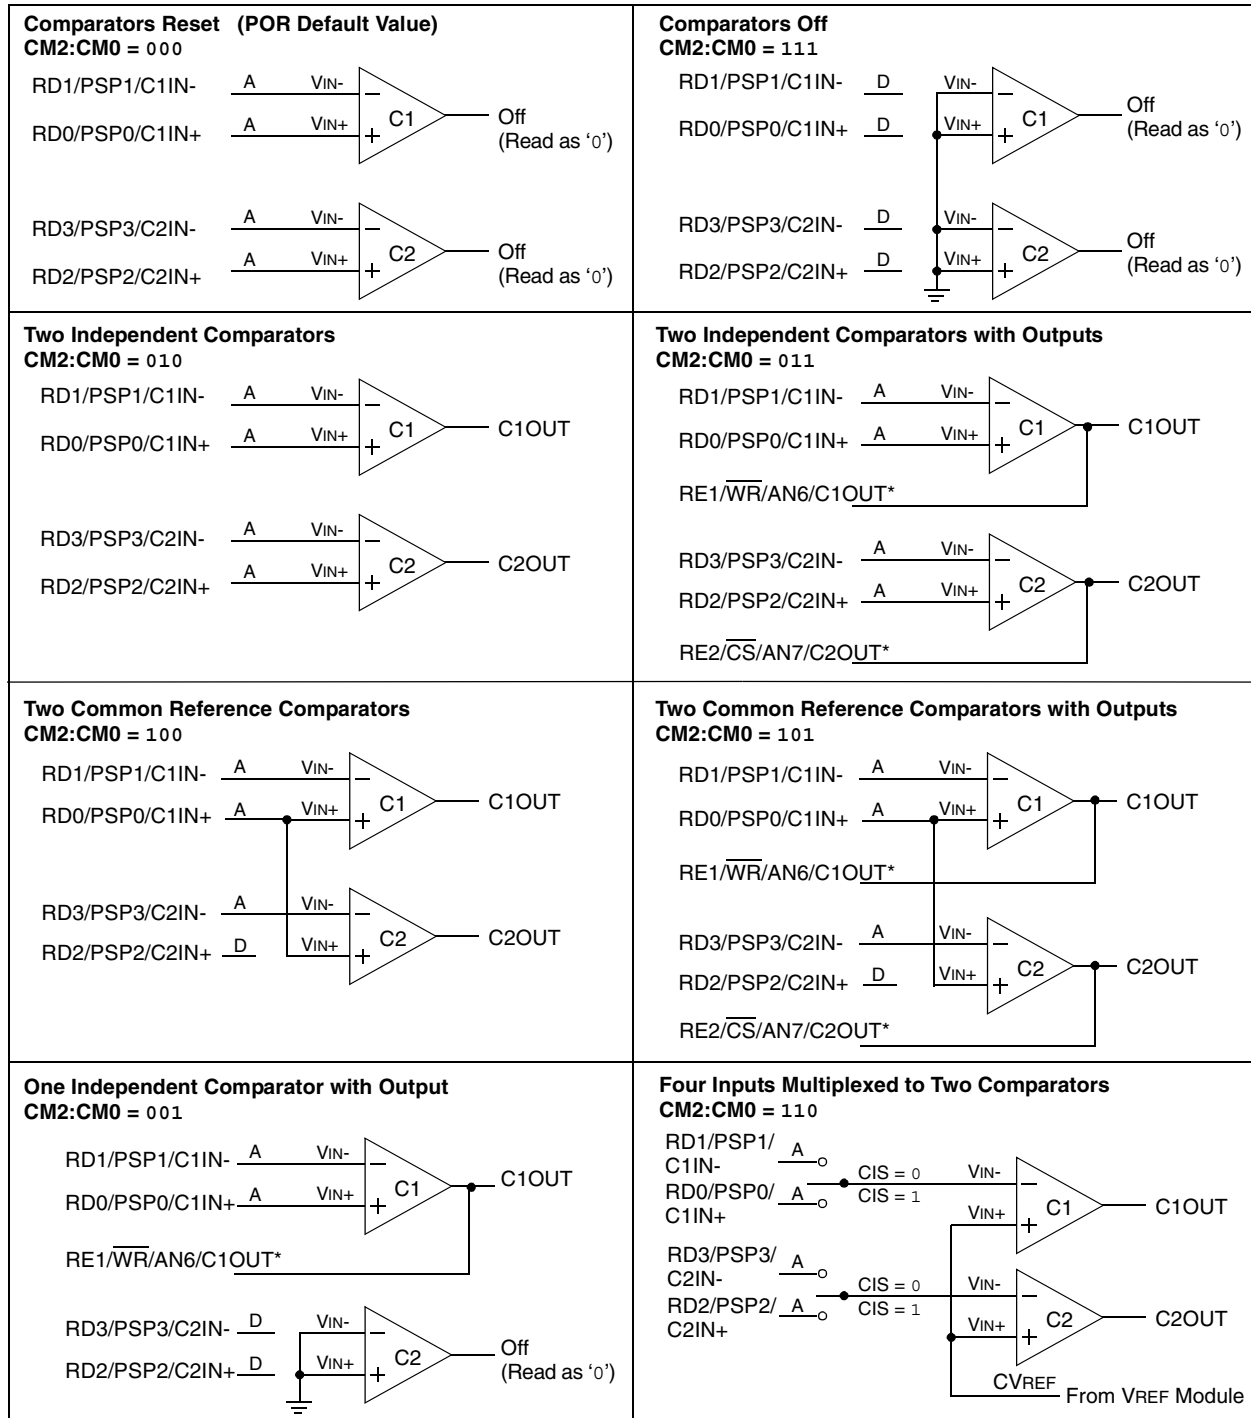 Comparators Reset (POR Default Value)
CM2:CM0 = 000
RD1/PSP1/C1IN- A VIN-
RD0/PSP0/C1IN+ A VIN+
C1
Off
(Read as '0')
RD3/PSP3/C2IN- A VIN-
RD2/PSP2/C2IN+ A VIN+
C2
Off
(Read as '0')
Comparators Off
CM2:CM0 = 111
RD1/PSP1/C1IN- D VIN-
RD0/PSP0/C1IN+ D VIN+
C1
Off
(Read as '0')
RD3/PSP3/C2IN- D VIN-
RD2/PSP2/C2IN+ D VIN+
C2
Off
(Read as '0')
Two Independent Comparators
CM2:CM0 = 010
RD1/PSP1/C1IN- A VIN-
RD0/PSP0/C1IN+ A VIN+
C1 C1OUT
RD3/PSP3/C2IN- A VIN-
RD2/PSP2/C2IN+ A VIN+
C2 C2OUT
Two Independent Comparators with Outputs
CM2:CM0 = 011
RD1/PSP1/C1IN- A VIN-
RD0/PSP0/C1IN+ A VIN+
C1 C1OUT
RE1/WR/AN6/C1OUT*
RD3/PSP3/C2IN- A VIN-
RD2/PSP2/C2IN+ A VIN+
C2 C2OUT
RE2/CS/AN7/C2OUT*
Two Common Reference Comparators
CM2:CM0 = 100
RD1/PSP1/C1IN- A VIN-
RD0/PSP0/C1IN+ A VIN+
C1 C1OUT
RD3/PSP3/C2IN- A VIN-
RD2/PSP2/C2IN+ D VIN+
C2 C2OUT
Two Common Reference Comparators with Outputs
CM2:CM0 = 101
RD1/PSP1/C1IN- A VIN-
RD0/PSP0/C1IN+ A VIN+
C1 C1OUT
RE1/WR/AN6/C1OUT*
RD3/PSP3/C2IN- A VIN-
RD2/PSP2/C2IN+ D VIN+
C2 C2OUT
RE2/CS/AN7/C2OUT*
One Independent Comparator with Output
CM2:CM0 = 001
RD1/PSP1/C1IN- A VIN-
RD0/PSP0/C1IN+ A VIN+
C1 C1OUT
RE1/WR/AN6/C1OUT*
RD3/PSP3/C2IN- D VIN-
RD2/PSP2/C2IN+ D VIN+
C2
Off
(Read as '0')
Four Inputs Multiplexed to Two Comparators
CM2:CM0 = 110
RD1/PSP1/
C1IN- A
RD0/PSP0/
C1IN+ A
CIS = 0 VIN-
CIS = 1
VIN+
C1 C1OUT
RD3/PSP3/
C2IN- A
RD2/PSP2/
C2IN+ A
CIS = 0 VIN-
CIS = 1
VIN+
C2 C2OUT
CVREF
From VREF Module